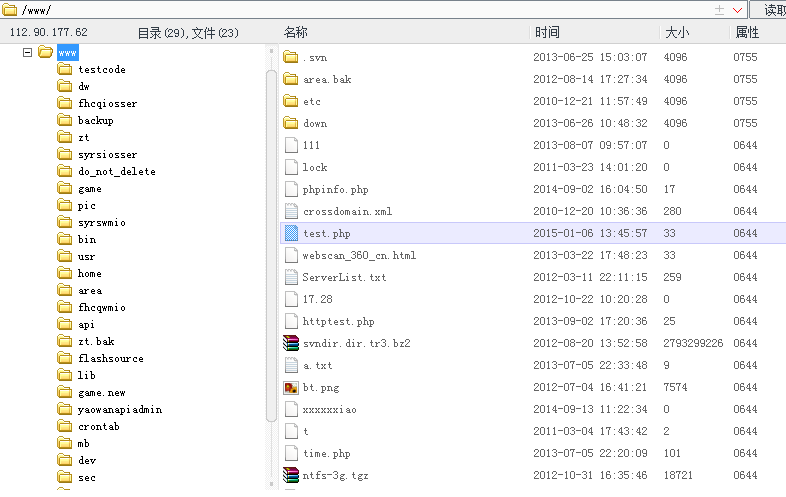 /www/ 读取
112.90.177.62 目录(29),文件(23) 名称 时间 大小 属性
www
testcode
dw
fhcqiosser
backup
zt
syrsiosser
do_not_delete
game
pic
syrswmio
bin
usr
home
area
fhcqwmio
api
zt.bak
flashsource
lib
game.new
yaowanapiadmin
crontab
mb
dev
sec
.svn 2013-06-25 15:03:07 4096 0755
area.bak 2012-08-14 17:27:34 4096 0755
etc 2010-12-21 11:57:49 4096 0755
down 2013-06-26 10:48:32 4096 0755
111 2013-08-07 09:57:07 0 0644
lock 2011-03-23 14:01:20 0 0644
phpinfo.php 2014-09-02 16:04:50 17 0644
crossdomain.xml 2010-12-20 10:36:36 280 0644
test.php 2015-01-06 13:45:57 33 0644
webscan_360_cn.html 2013-03-22 17:48:23 33 0644
ServerList.txt 2012-03-11 22:11:15 259 0644
17.28 2012-10-22 10:20:28 0 0644
httptest.php 2013-09-02 17:20:36 25 0644
svndir.dir.tr3.bz2 2012-08-20 13:52:58 2793299226 0644
a.txt 2013-07-05 22:33:48 9 0644
bt.png 2012-07-04 16:41:21 7574 0644
xxxxxxiao 2014-09-13 11:22:34 0 0644
t 2011-03-04 17:43:42 2 0644
time.php 2013-07-05 22:20:09 101 0644
ntfs-3g.tgz 2012-10-31 16:35:46 18721 0644